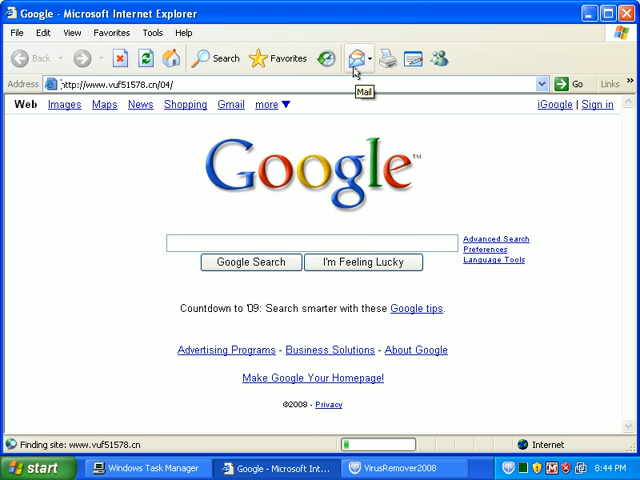 Google - Microsoft Internet Explorer
File Edit View Favorites Tools Help
Back Search Favorites
Address http://www.vuf51578.cn/04/ Go Links »
Mail
Web Images Maps News Shopping Gmail more ▼ iGoogle | Sign in
Google™
Advanced Search
Preferences
Language Tools
Google Search I'm Feeling Lucky
Countdown to '09: Search smarter with these Google tips.
Advertising Programs - Business Solutions - About Google
Make Google Your Homepage!
©2008 - Privacy
Finding site: www.vuf51578.cn Internet
start Windows Task Manager Google - Microsoft Int... VirusRemover2008 8:44 PM